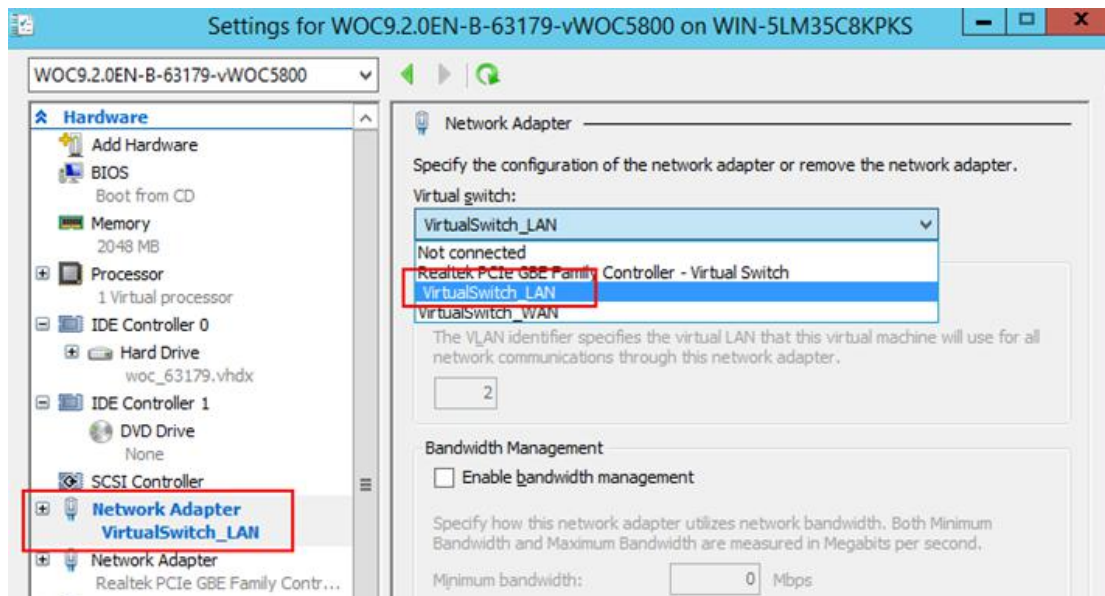 Settings for WOC9.2.0EN-B-63179-vWOC5800 on WIN-5LM35C8KPKS
WOC9.2.0EN-B-63179-vWOC5800
Hardware
Add Hardware
BIOS
Boot from CD
Memory
2048 MB
Processor
1 Virtual processor
IDE Controller 0
Hard Drive
woc_63179.vhdx
IDE Controller 1
DVD Drive
None
SCSI Controller
Network Adapter
VirtualSwitch_LAN
Network Adapter
Realtek PCIe GBE Family Contr...
Network Adapter
Specify the configuration of the network adapter or remove the network adapter.
Virtual switch:
VirtualSwitch_LAN
Not connected
Realtek PCIe GBE Family Controller - Virtual Switch
VirtualSwitch_LAN
VirtualSwitch_WAN
The VLAN identifier specifies the virtual LAN that this virtual machine will use for all
network communications through this network adapter.
2
Bandwidth Management
Enable bandwidth management
Specify how this network adapter utilizes network bandwidth. Both Minimum
Bandwidth and Maximum Bandwidth are measured in Megabits per second.
Minimum bandwidth: 0 Mbps